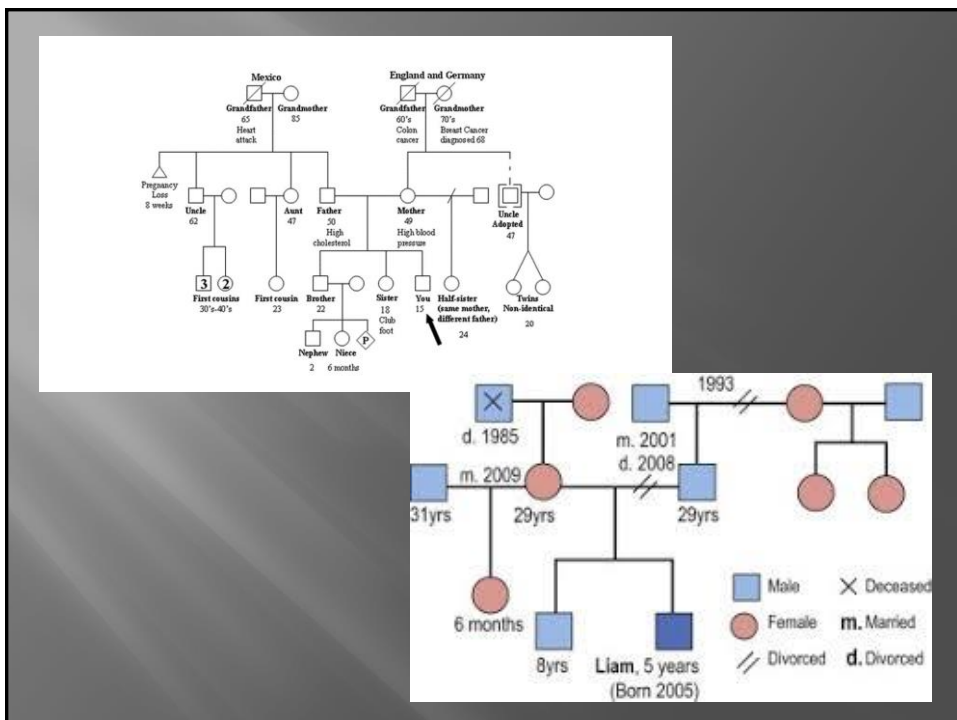 Mexico
England and Germany
Grandfather Grandmother
65 85
Heart
attack
Grandfather Grandmother
60's 70's
Colon Breast Cancer
cancer diagnosed 68
Pregnancy
Loss
8 weeks
Uncle
62
Aunt
47
Father
50
High
cholesterol
Mother
49
High blood
pressure
Uncle
Adopted
47
3 2
First cousins
30's-40's
First cousin
23
Brother
22
Sister
18
Club
foot
You
15
Half-sister
(same mother,
different father)
24
Twins
Non-identical
20
P
Nephew Niece
2 6 months
1993
d. 1985
m. 2001
d. 2008
m. 2009
31yrs
29yrs
29yrs
6 months
8yrs
Liam, 5 years
(Born 2005)
Male Deceased
Female m. Married
Divorced d. Divorced